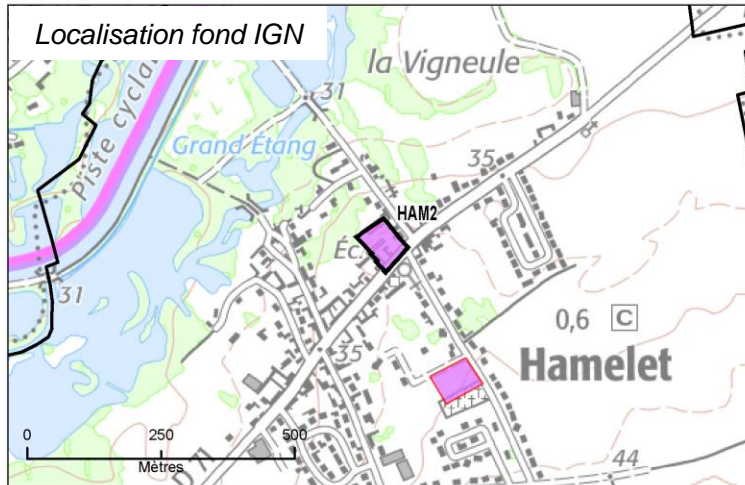 Localisation fond IGN
la Vigneule
31
Piste cycla
Grand Étang
35
HAM2
Éc.
31
0,6 C
35
Hamelet
0 250 500
Mètres
D 71
44